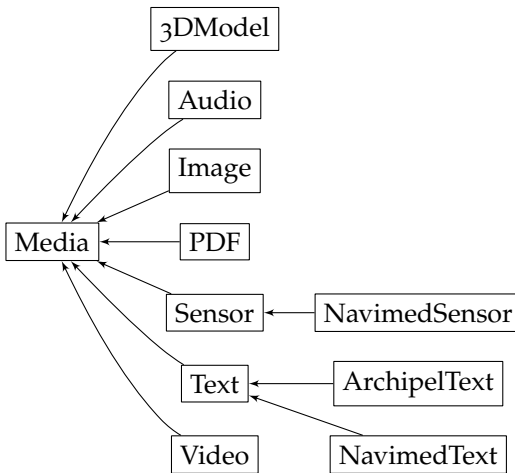 3DModel
Audio
Image
Media
PDF
Sensor
NavimedSensor
Text
ArchipelText
Video
NavimedText